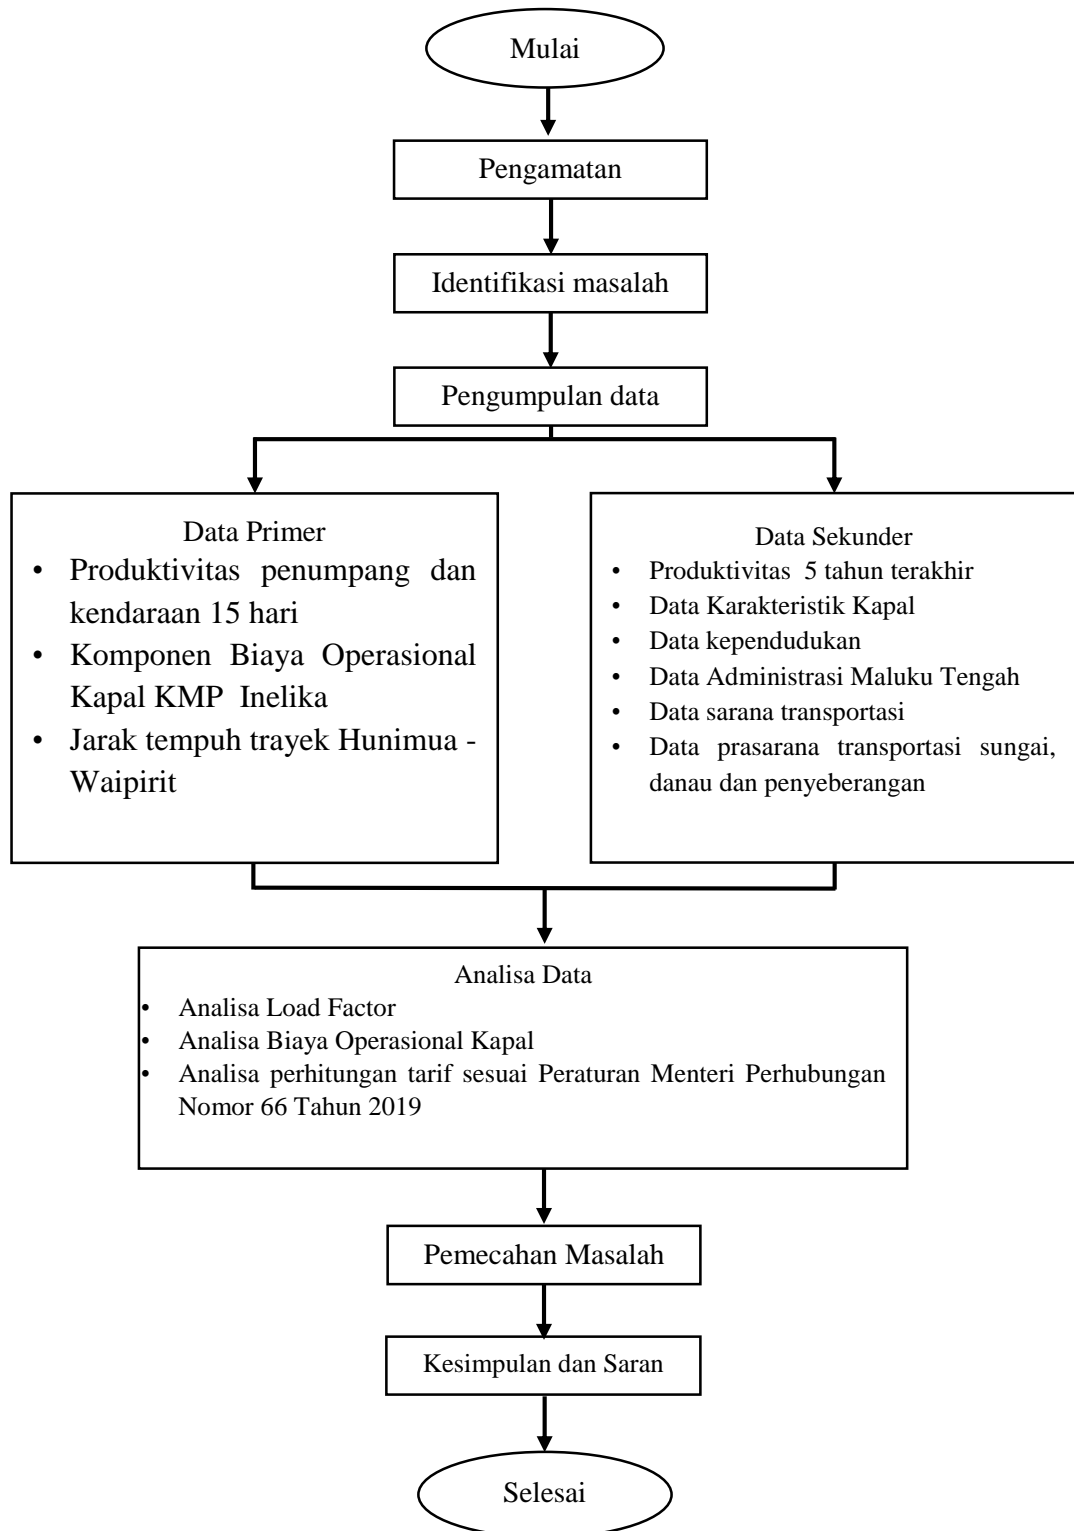 Mulai
Pengamatan
Identifikasi masalah
Pengumpulan data
Data Primer
• Produktivitas penumpang dan
kendaraan 15 hari
• Komponen Biaya Operasional
Kapal KMP Inelika
• Jarak tempuh trayek Hunimua -
Waipirit
Data Sekunder
• Produktivitas 5 tahun terakhir
• Data Karakteristik Kapal
• Data kependudukan
• Data Administrasi Maluku Tengah
• Data sarana transportasi
• Data prasarana transportasi sungai,
danau dan penyeberangan
Analisa Data
• Analisa Load Factor
• Analisa Biaya Operasional Kapal
• Analisa perhitungan tarif sesuai Peraturan Menteri Perhubungan
Nomor 66 Tahun 2019
Pemecahan Masalah
Kesimpulan dan Saran
Selesai